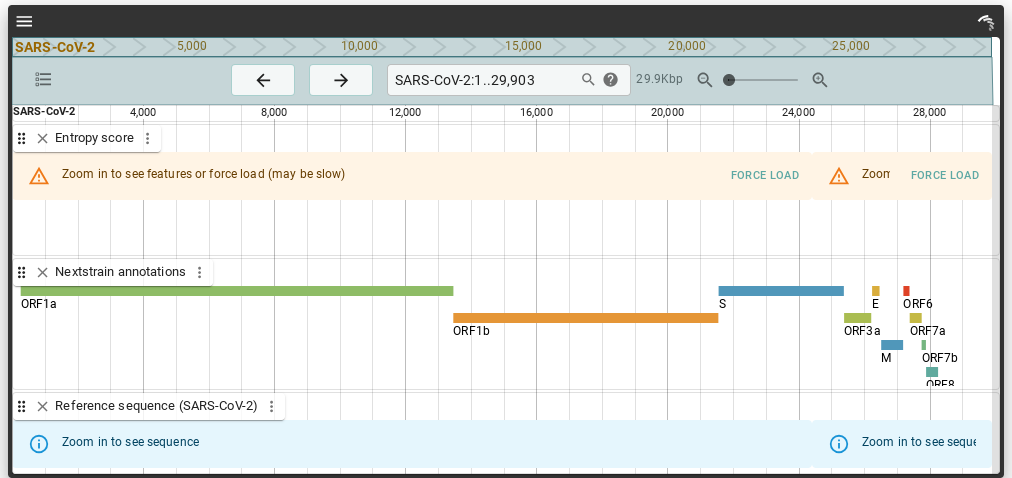 SARS-CoV-2 5,000 10,000 15,000 20,000 25,000
SARS-CoV-2:1..29,903 29.9Kbp
SARS-CoV-2 4,000 8,000 12,000 16,000 20,000 24,000 28,000
Entropy score
Zoom in to see features or force load (may be slow) FORCE LOAD Zoom FORCE LOAD
Nextstrain annotations
ORF1a S E ORF6
ORF1b ORF3a ORF7a
M ORF7b
ORF8
Reference sequence (SARS-CoV-2)
Zoom in to see sequence Zoom in to see seque